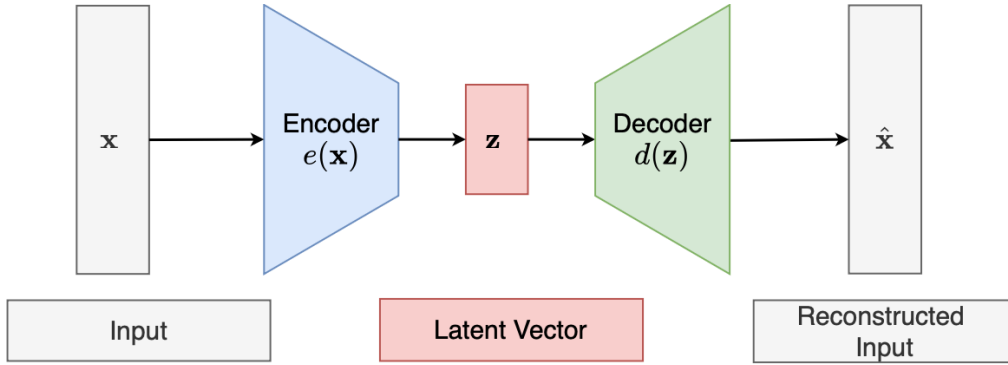 x
Encoder
e(x)
z
Decoder
d(z)
x̂
Input
Latent Vector
Reconstructed
Input